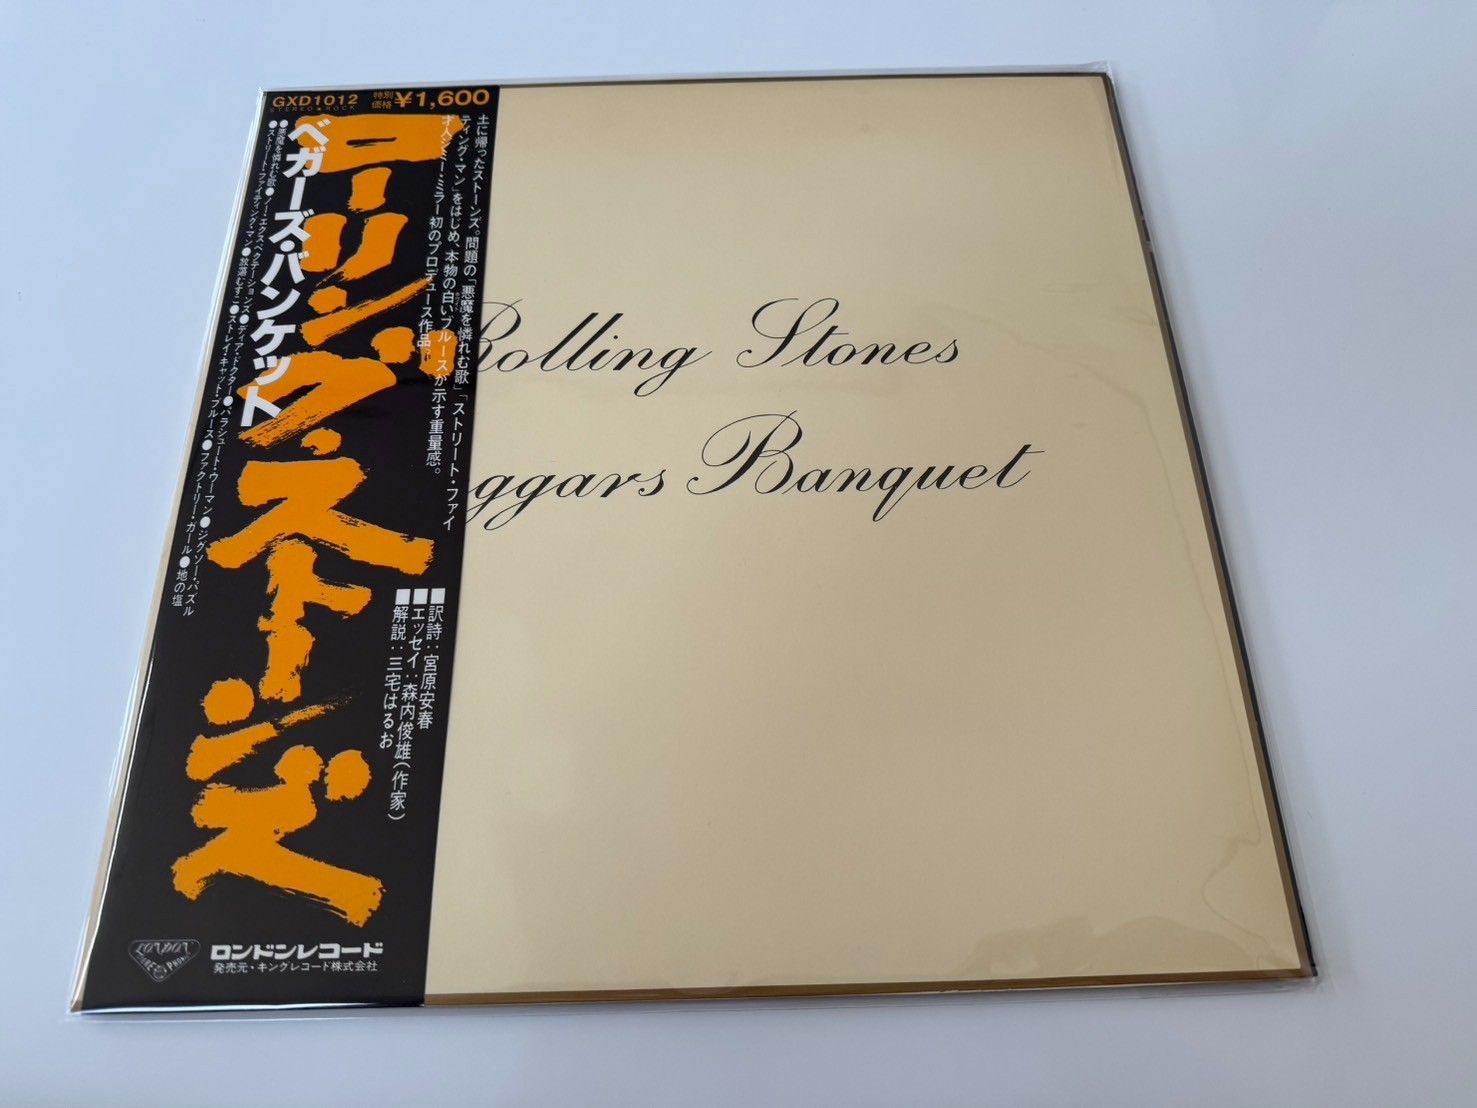 GXD1012
特別価格 ¥1,600
STEREO ● ROCK
土に帰ったストーンズ。問題の「悪魔を憐れむ歌」「ストリート・ファイ
ティング・マン」をはじめ、本物の白いブルースが示す重量感。
才人ジミー・ミラー初のプロデュース作品。
ローリング・ストーンズ
ベガーズ・バンケット
●悪魔を憐れむ歌●ノー・エクスペクテーションズ●ディア・ドクター●パラシュート・ウーマン●ジグソー・パズル
●ストリート・ファイティング・マン●放蕩むすこ●ストレイ・キャット・ブルース●ファクトリー・ガール●地の塩
■訳詩:宮原安春
■エッセイ:森内俊雄(作家)
■解説:三宅はるお
LONDON
ロンドンレコード
発売元・キングレコード株式会社
Rolling Stones
ggars Banquet